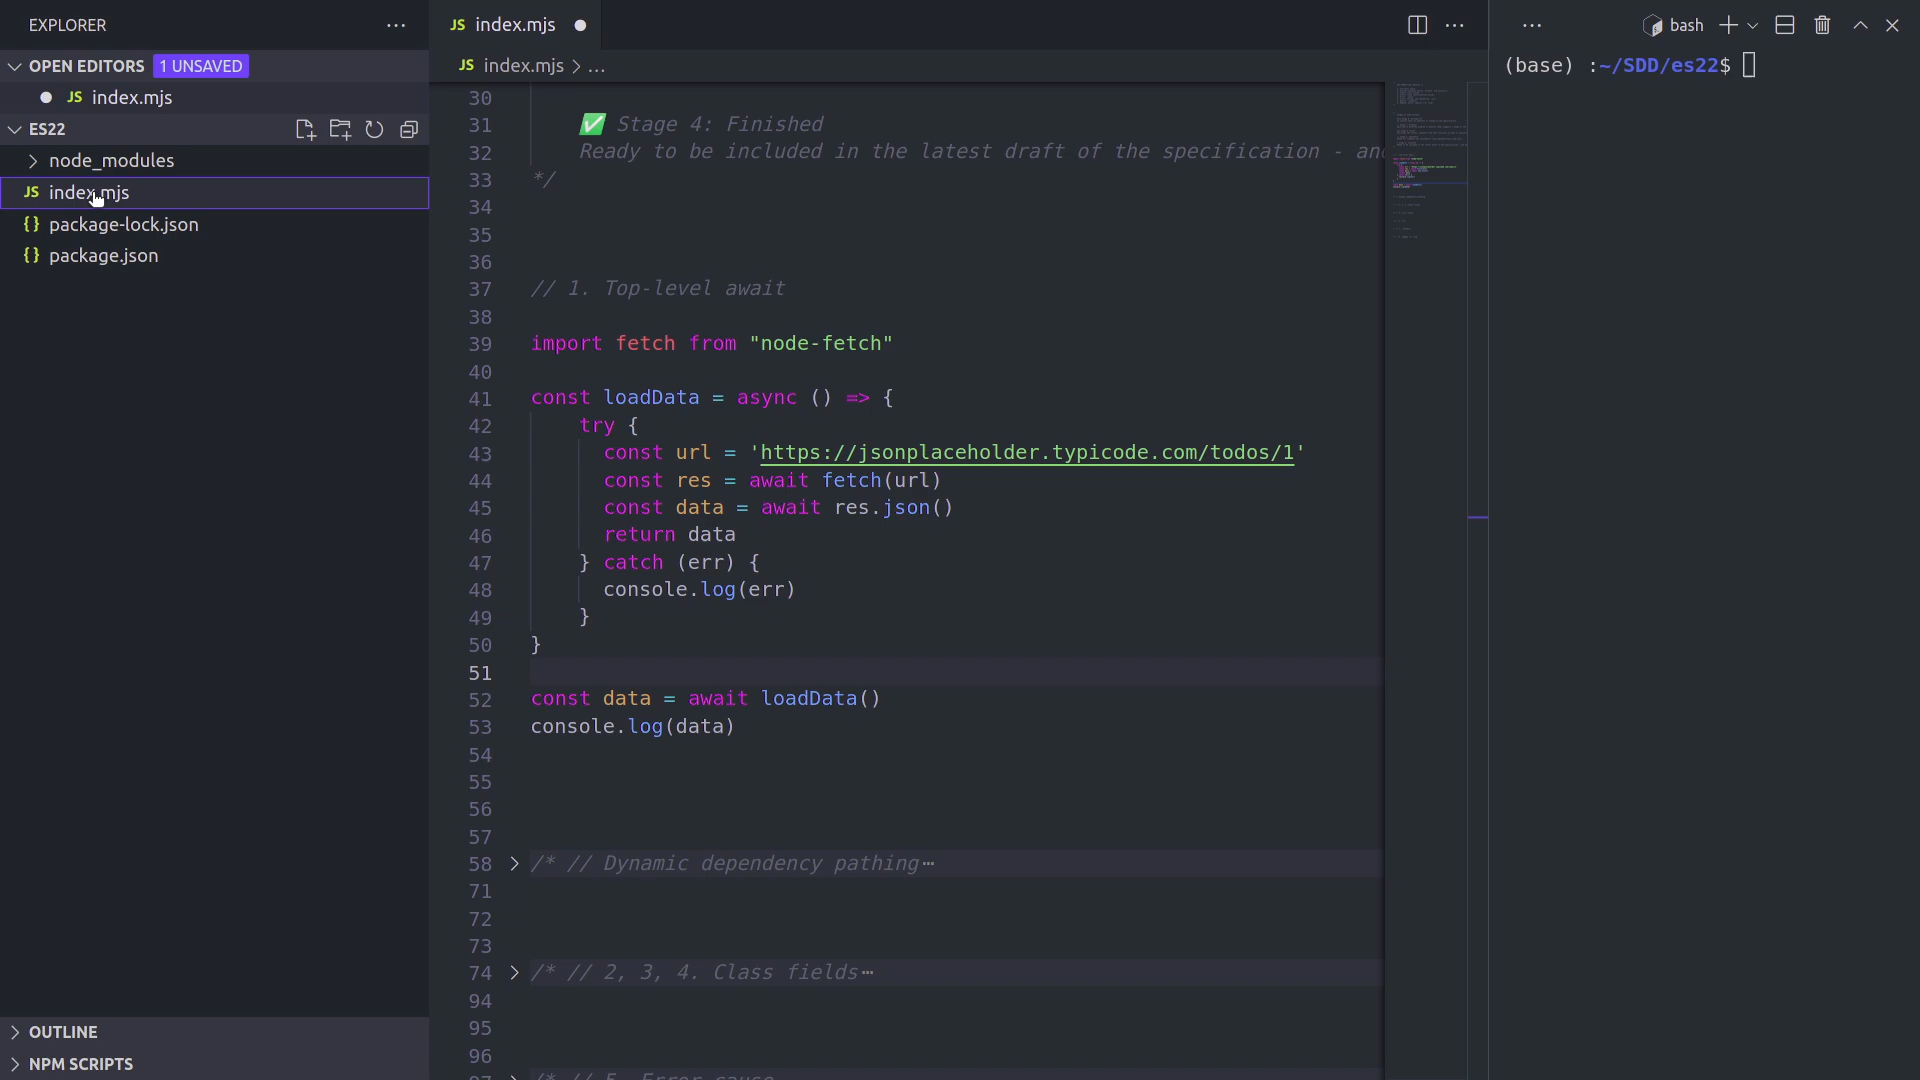 EXPLORER
OPEN EDITORS 1 UNSAVED
JS index.mjs
ES22
node_modules
JS index.mjs
{} package-lock.json
{} package.json
OUTLINE
NPM SCRIPTS
JS index.mjs
JS index.mjs > ...
30
31 ✅ Stage 4: Finished
32 Ready to be included in the latest draft of the specification - and
33 */
34
35
36
37 // 1. Top-level await
38
39 import fetch from "node-fetch"
40
41 const loadData = async () => {
42 try {
43 const url = 'https://jsonplaceholder.typicode.com/todos/1'
44 const res = await fetch(url)
45 const data = await res.json()
46 return data
47 } catch (err) {
48 console.log(err)
49 }
50 }
51
52 const data = await loadData()
53 console.log(data)
54
55
56
57
58 /* // Dynamic dependency pathing…
71
72
73
74 /* // 2, 3, 4. Class fields…
94
95
96
97 /* // 5. Error cause
bash
(base) :~/SDD/es22$